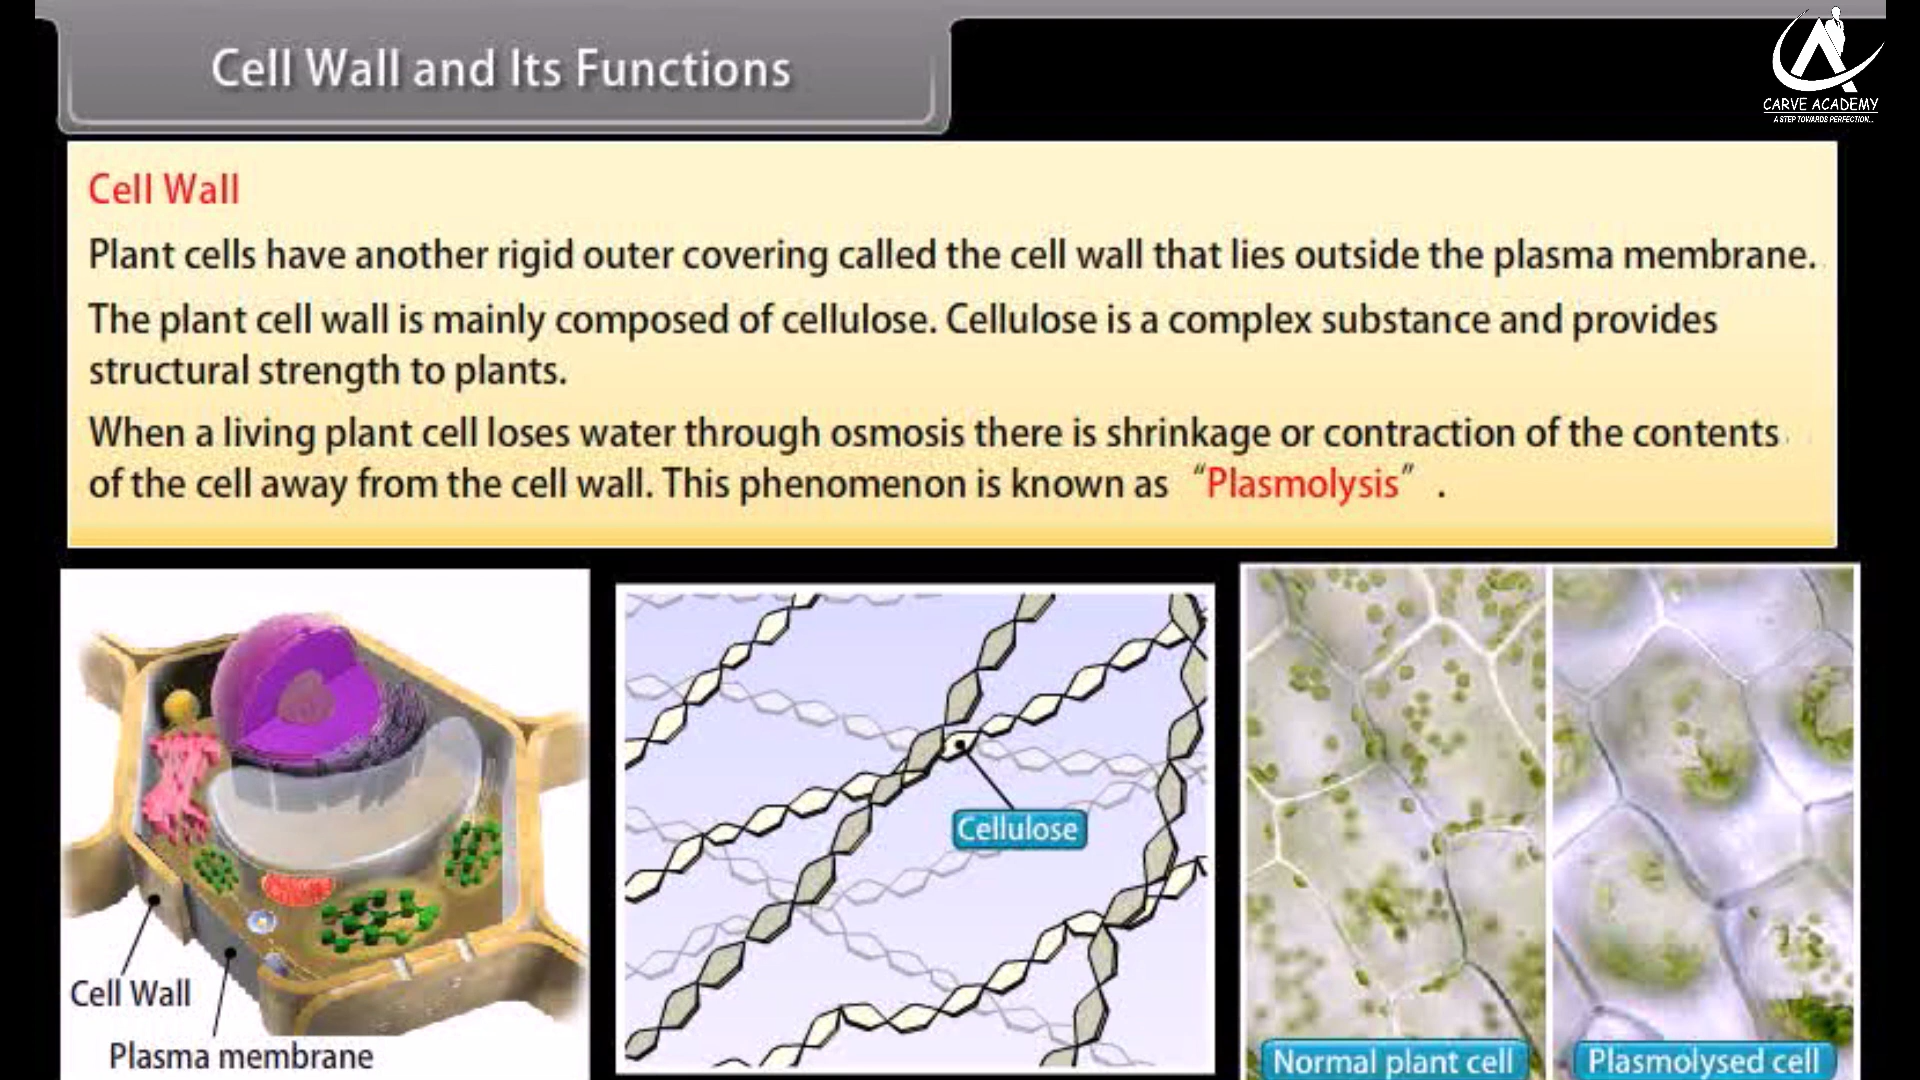 Cell Wall and Its Functions
CARVE ACADEMY
A STEP TOWARDS PERFECTION...
Cell Wall
Plant cells have another rigid outer covering called the cell wall that lies outside the plasma membrane.
The plant cell wall is mainly composed of cellulose. Cellulose is a complex substance and provides
structural strength to plants.
When a living plant cell loses water through osmosis there is shrinkage or contraction of the contents
of the cell away from the cell wall. This phenomenon is known as “Plasmolysis” .
Cell Wall
Plasma membrane
Cellulose
Normal plant cell
Plasmolysed cell